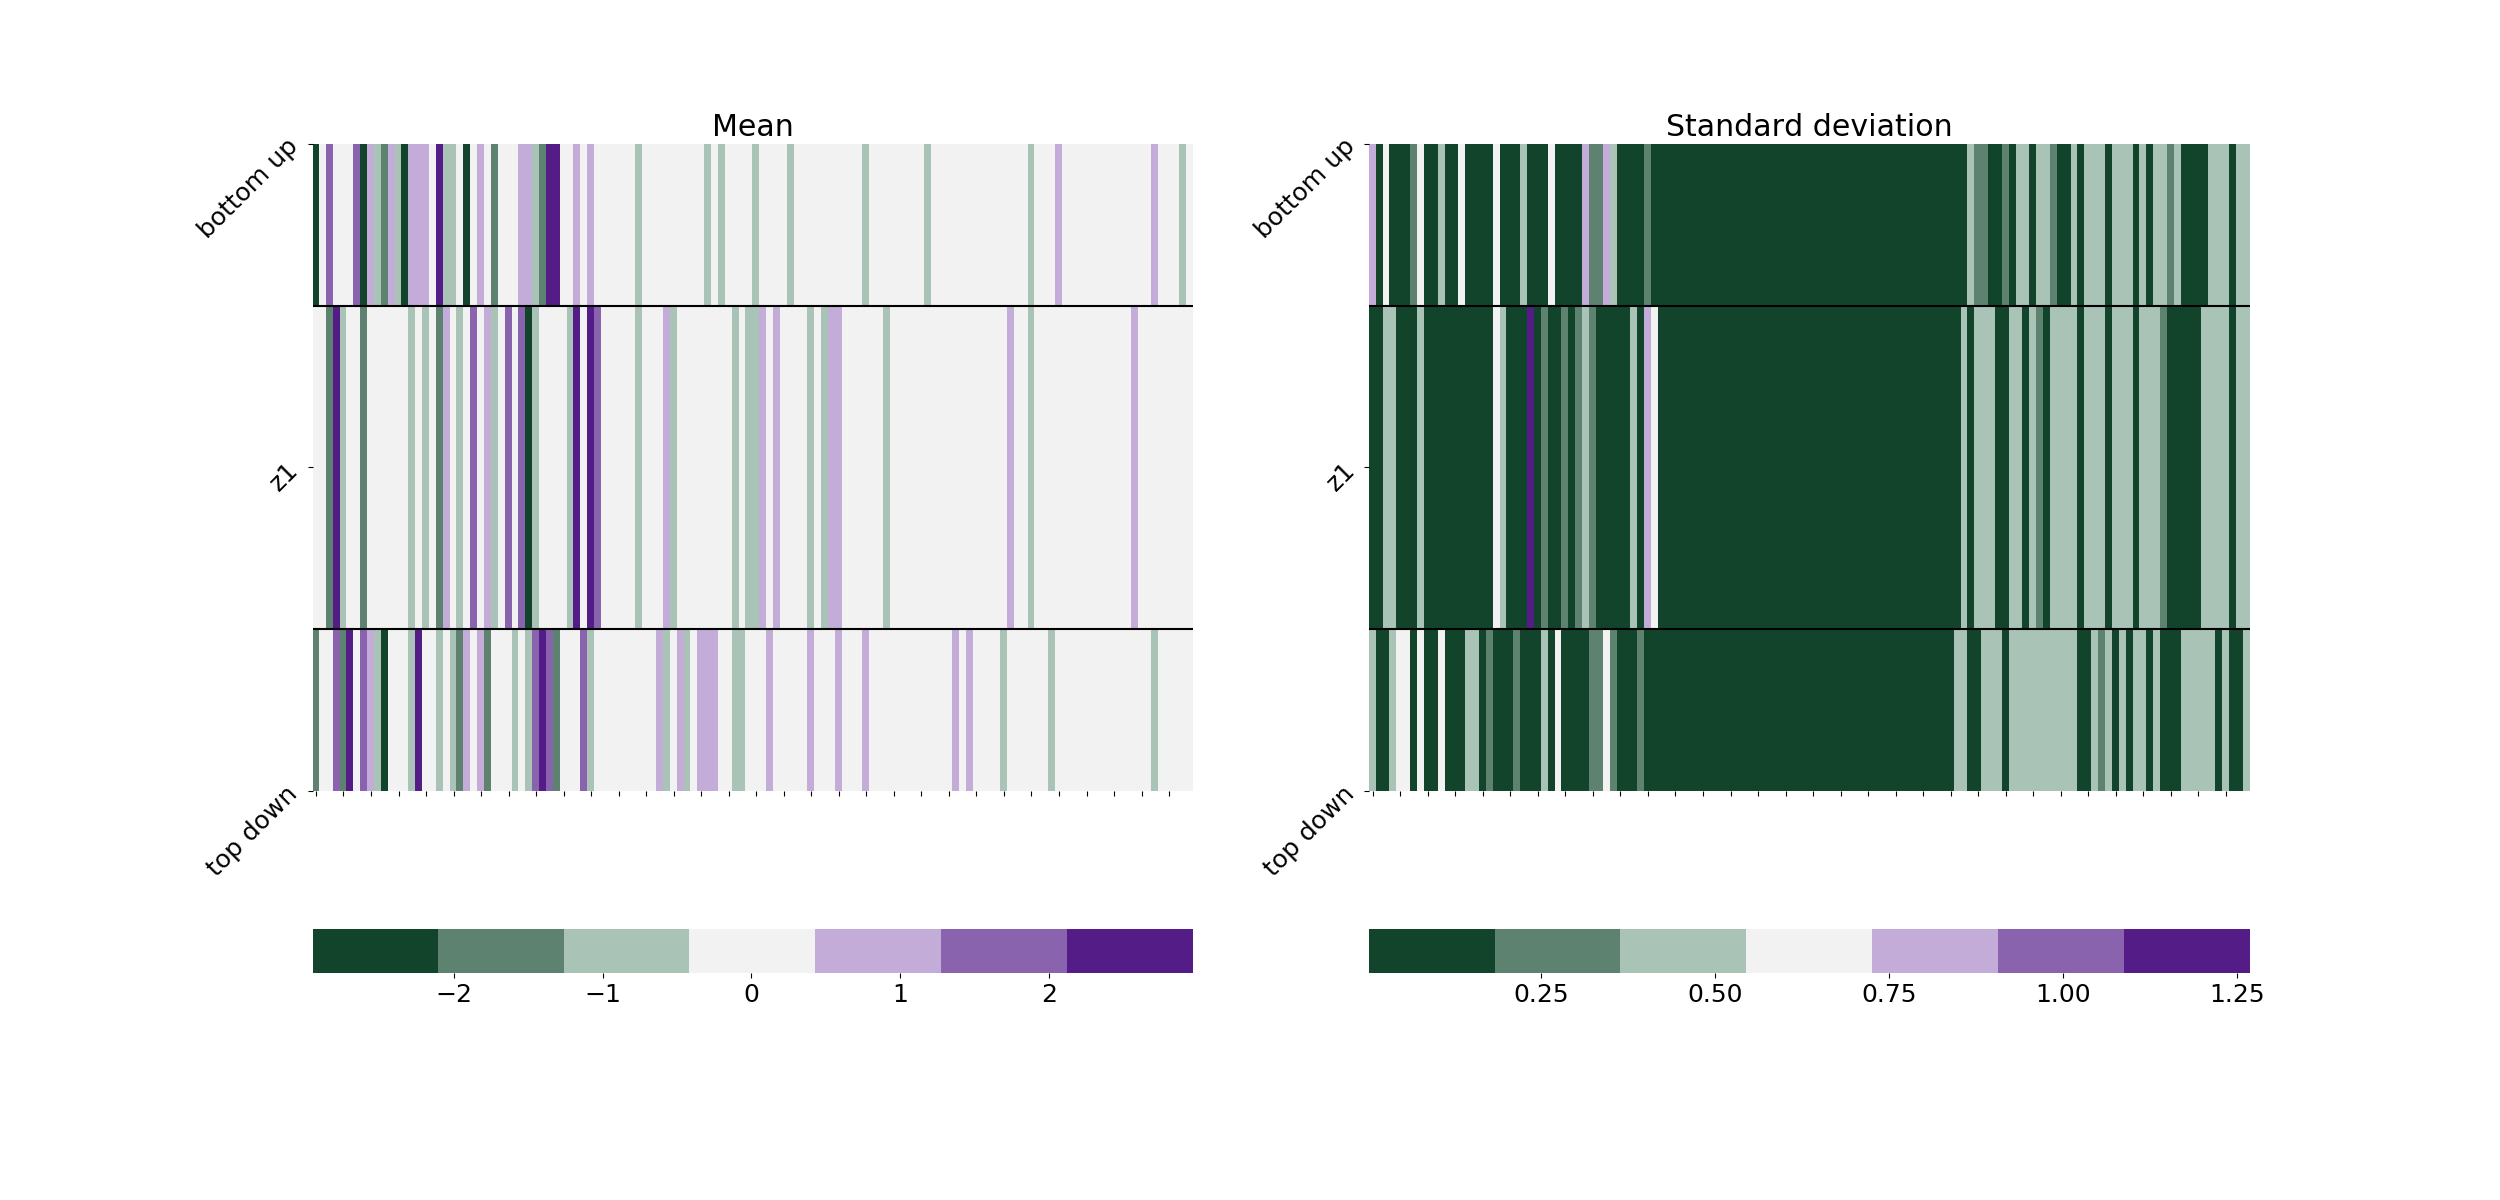 Mean
bottom up
z1
top down
−2 −1 0 1 2
Standard deviation
bottom up
z1
top down
0.25 0.50 0.75 1.00 1.25